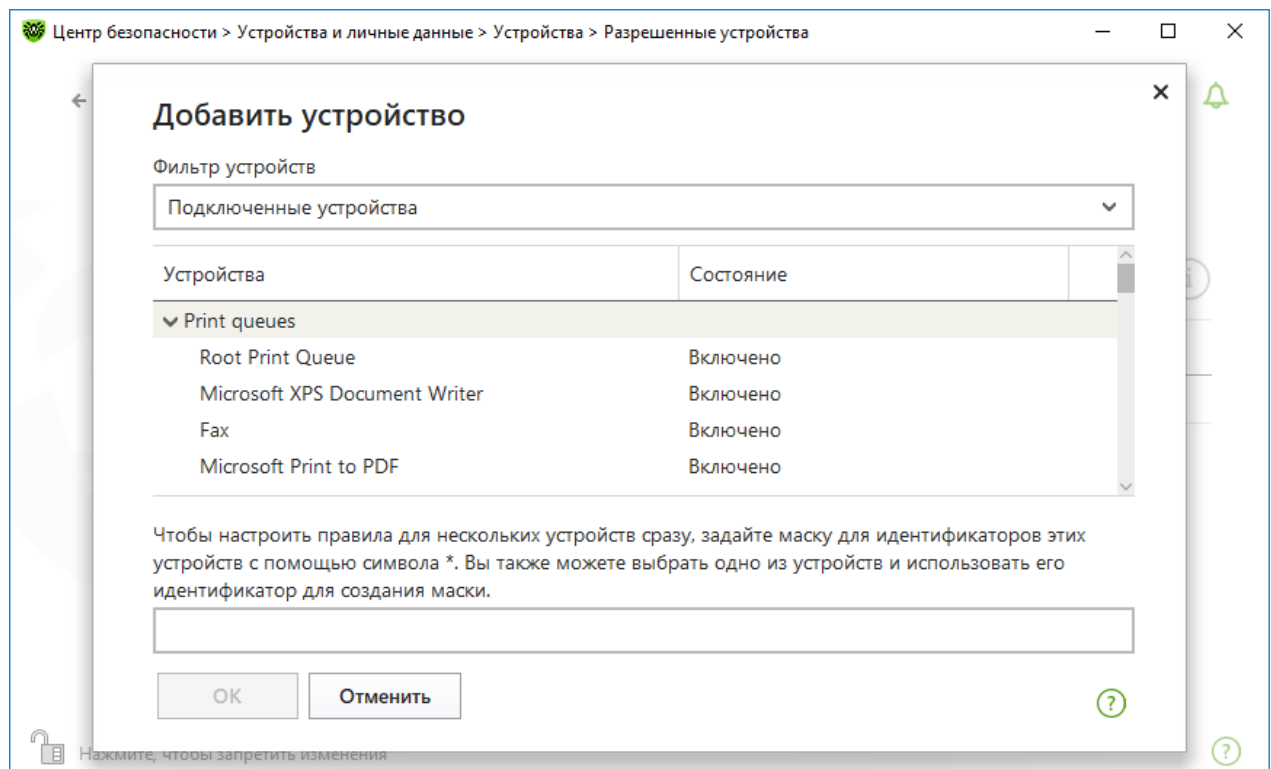 Центр безопасности > Устройства и личные данные > Устройства > Разрешенные устройства
Добавить устройство
Фильтр устройств
Подключенные устройства
Устройства Состояние
Print queues
Root Print Queue Включено
Microsoft XPS Document Writer Включено
Fax Включено
Microsoft Print to PDF Включено
Чтобы настроить правила для нескольких устройств сразу, задайте маску для идентификаторов этих
устройств с помощью символа *. Вы также можете выбрать одно из устройств и использовать его
идентификатор для создания маски.
ОК Отменить
Нажмите, чтобы запретить изменения